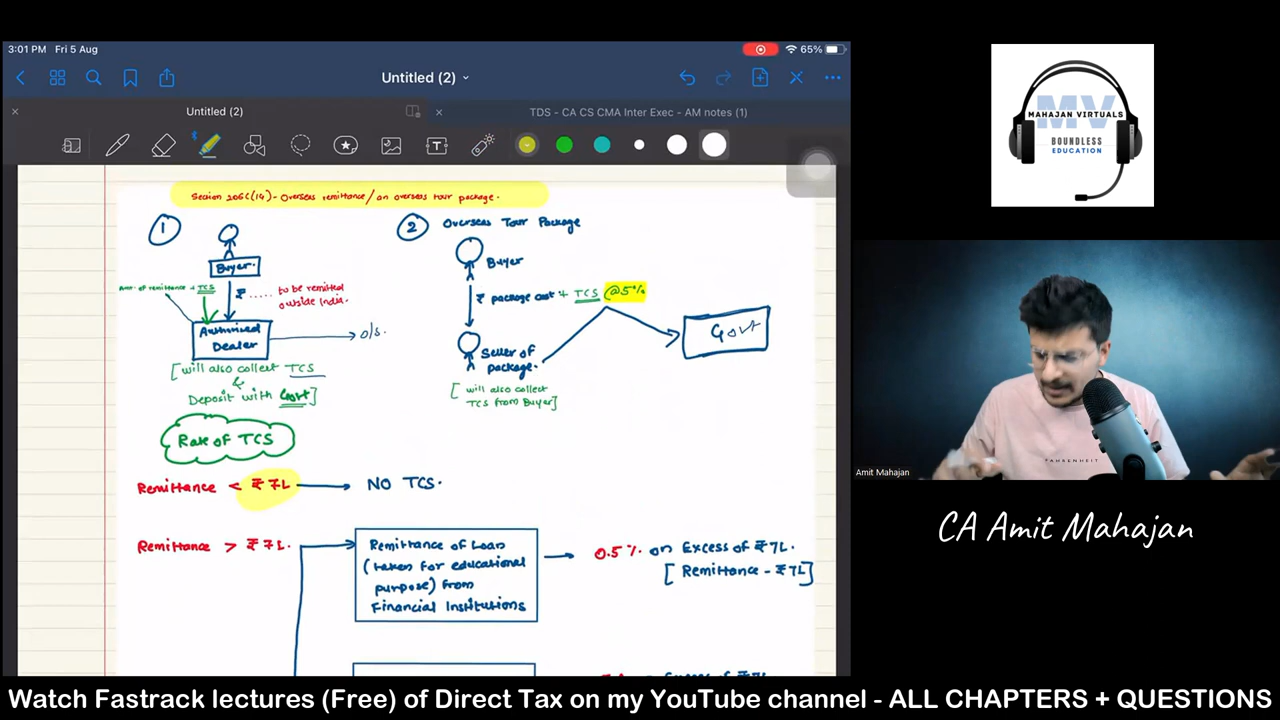 3:01 PM Fri 5 Aug
65%
Untitled (2)
Untitled (2)
TDS - CA CS CMA Inter Exec - AM notes (1)
Section 206C(1G) - Overseas remittance / an overseas tour package.
1
Buyer.
Amt. of remittance + TCS
₹ ..... to be remitted
outside India.
Authorised
Dealer
o/s.
[will also collect TCS
&
Deposit with Govt]
2 Overseas Tour Package
Buyer
₹ package cost + TCS @5%
Seller of
package.
Govt
[will also collect
TCS from Buyer]
Rate of TCS
Remittance < ₹ 7L → NO TCS.
Remittance > ₹ 7L.
Remittance of Loan
(taken for educational
purpose) from
Financial Institutions
→ 0.5% on Excess of ₹ 7L.
[Remittance - ₹ 7L]
MV
MAHAJAN VIRTUALS
BOUNDLESS
EDUCATION
FAHRENHEIT
Amit Mahajan
CA Amit Mahajan
Watch Fastrack lectures (Free) of Direct Tax on my YouTube channel - ALL CHAPTERS + QUESTIONS